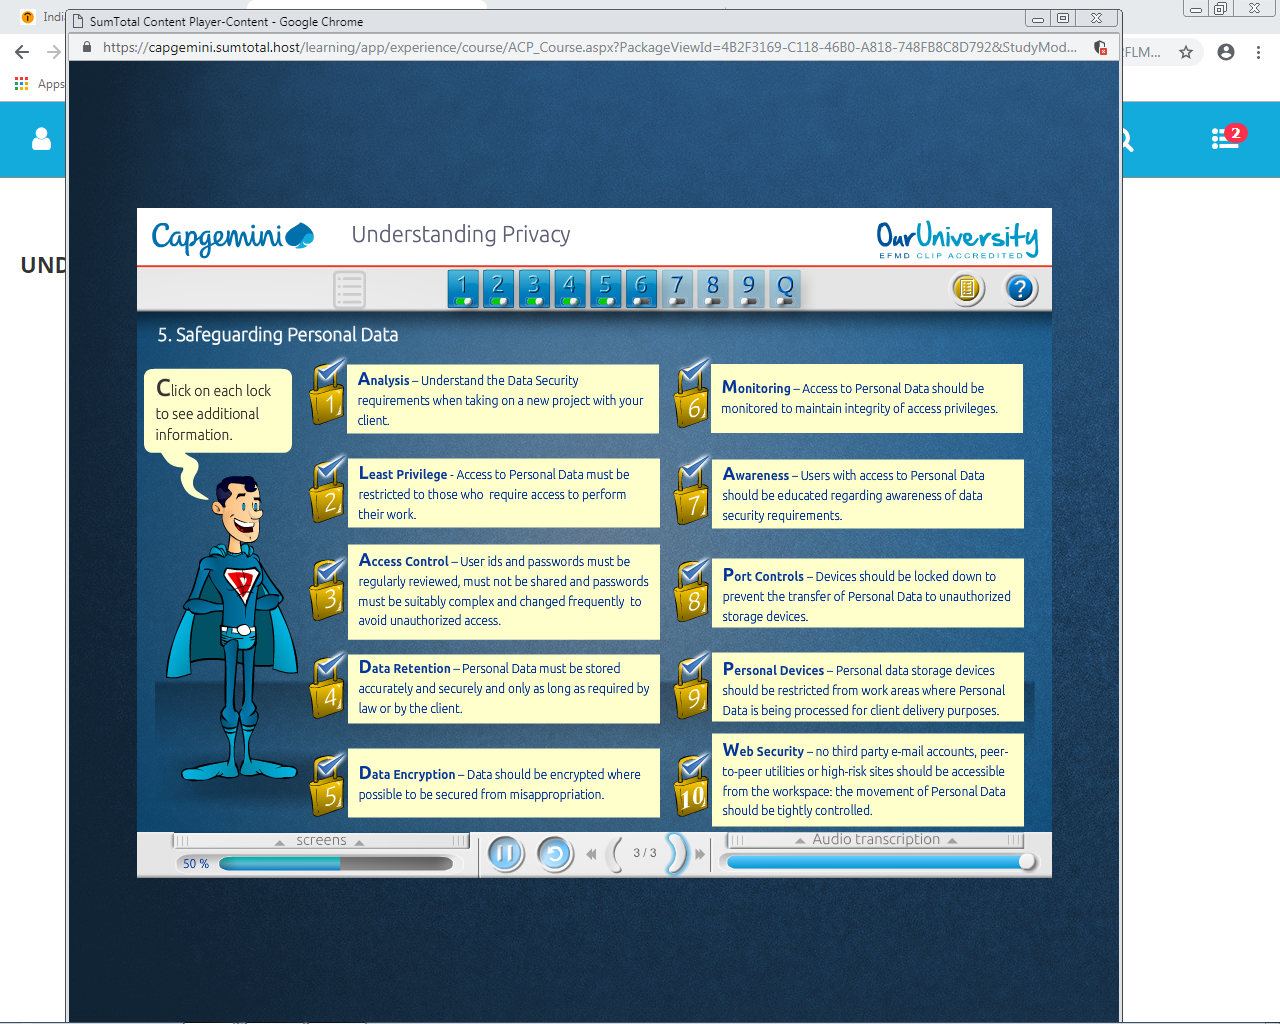 India
SumTotal Content Player-Content - Google Chrome
https://capgemini.sumtotal.host/learning/app/experience/course/ACP_Course.aspx?PackageViewId=4B2F3169-C118-46B0-A818-748FB8C8D792&StudyMod...
2FLM...
Apps
2
UND
Capgemini
Understanding Privacy
OurUniversity
EFMD CLIP ACCREDITED
1 2 3 4 5 6 7 8 9 Q
?
5. Safeguarding Personal Data
Click on each lock
to see additional
information.
1
Analysis – Understand the Data Security
requirements when taking on a new project with your
client.
2
Least Privilege - Access to Personal Data must be
restricted to those who require access to perform
their work.
3
Access Control – User ids and passwords must be
regularly reviewed, must not be shared and passwords
must be suitably complex and changed frequently to
avoid unauthorized access.
4
Data Retention – Personal Data must be stored
accurately and securely and only as long as required by
law or by the client.
5
Data Encryption – Data should be encrypted where
possible to be secured from misappropriation.
6
Monitoring – Access to Personal Data should be
monitored to maintain integrity of access privileges.
7
Awareness – Users with access to Personal Data
should be educated regarding awareness of data
security requirements.
8
Port Controls – Devices should be locked down to
prevent the transfer of Personal Data to unauthorized
storage devices.
9
Personal Devices – Personal data storage devices
should be restricted from work areas where Personal
Data is being processed for client delivery purposes.
10
Web Security – no third party e-mail accounts, peer-
to-peer utilities or high-risk sites should be accessible
from the workspace: the movement of Personal Data
should be tightly controlled.
screens
50 %
3 / 3
Audio transcription